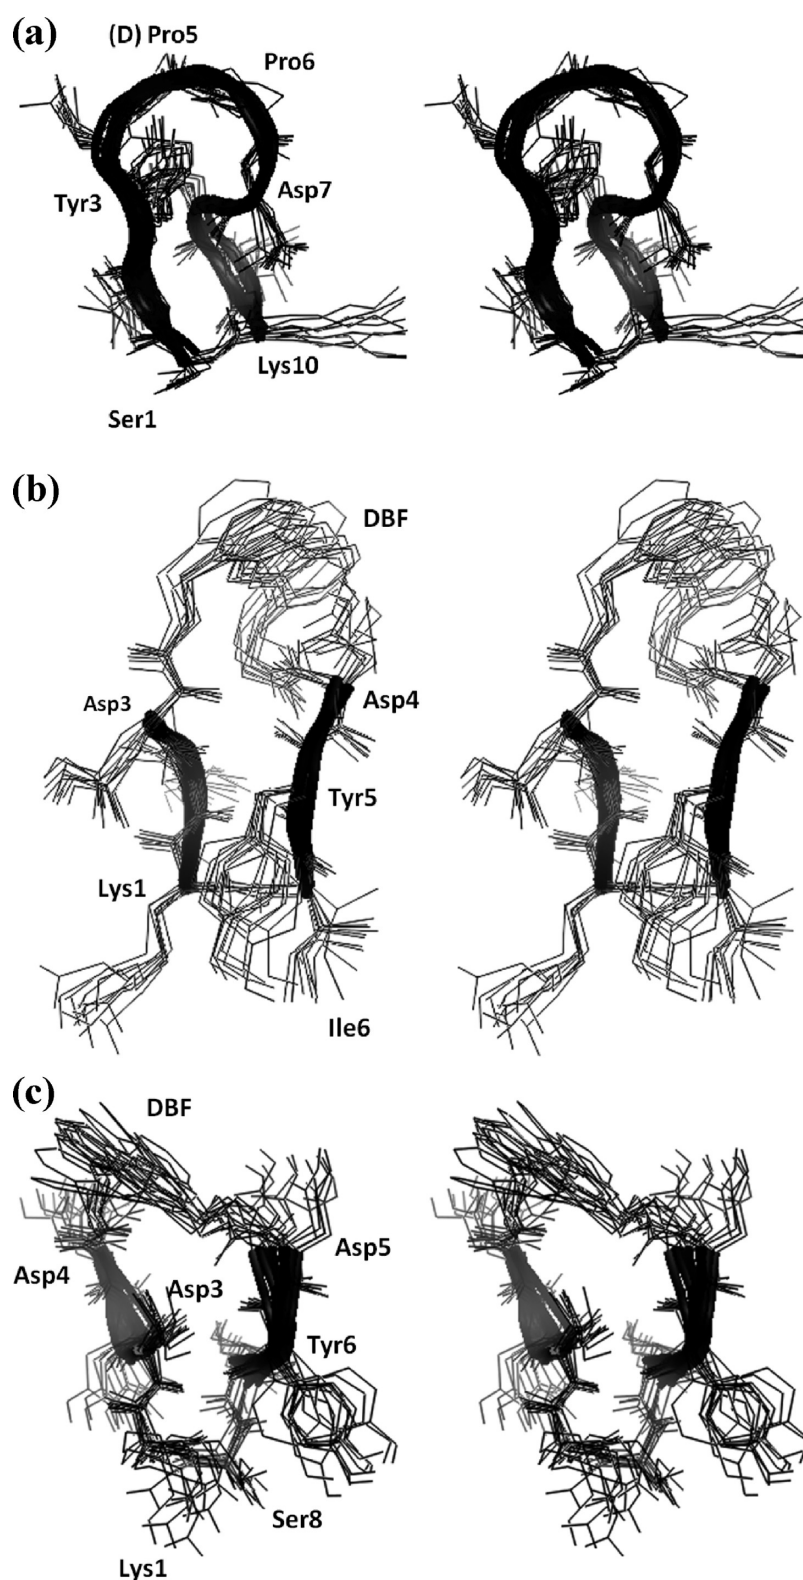 (a)
(D) Pro5
Pro6
Tyr3
Asp7
Lys10
Ser1
(b)
DBF
Asp3
Asp4
Tyr5
Lys1
Ile6
(c)
DBF
Asp5
Asp4
Asp3
Tyr6
Ser8
Lys1